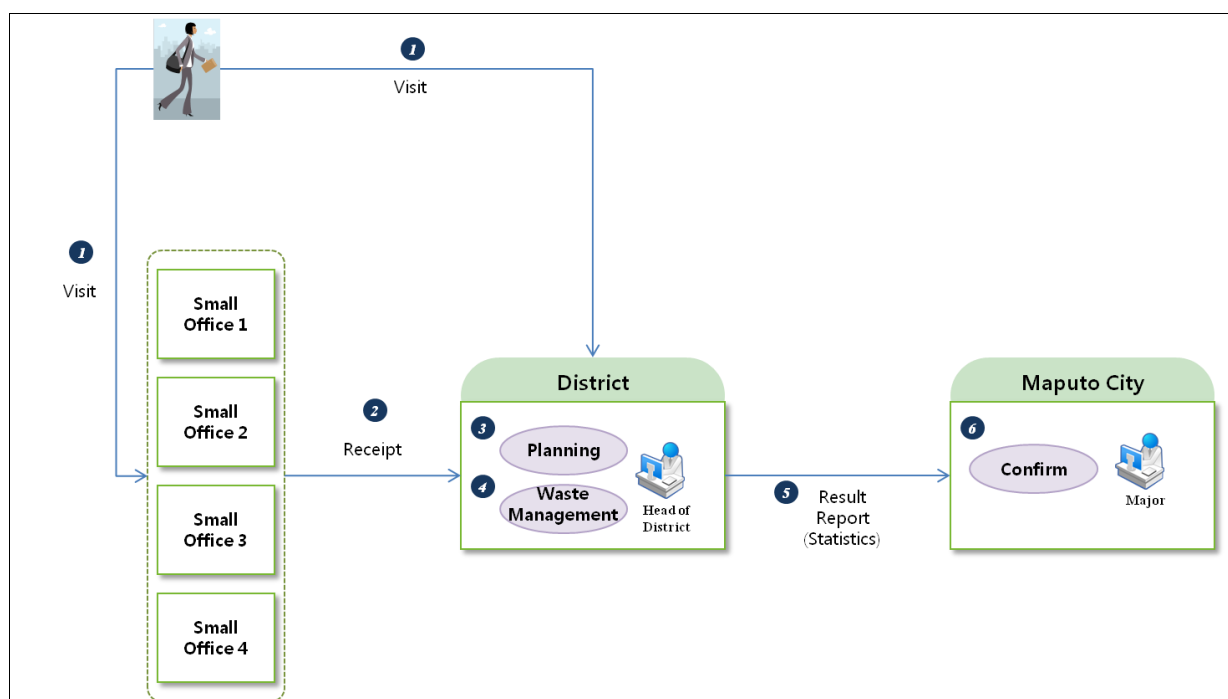 1
Visit
1
Visit
Small
Office 1
Small
Office 2
Small
Office 3
Small
Office 4
2
Receipt
District
3
Planning
4
Waste
Management
Head of
District
5
Result
Report
(Statistics)
Maputo City
6
Confirm
Major